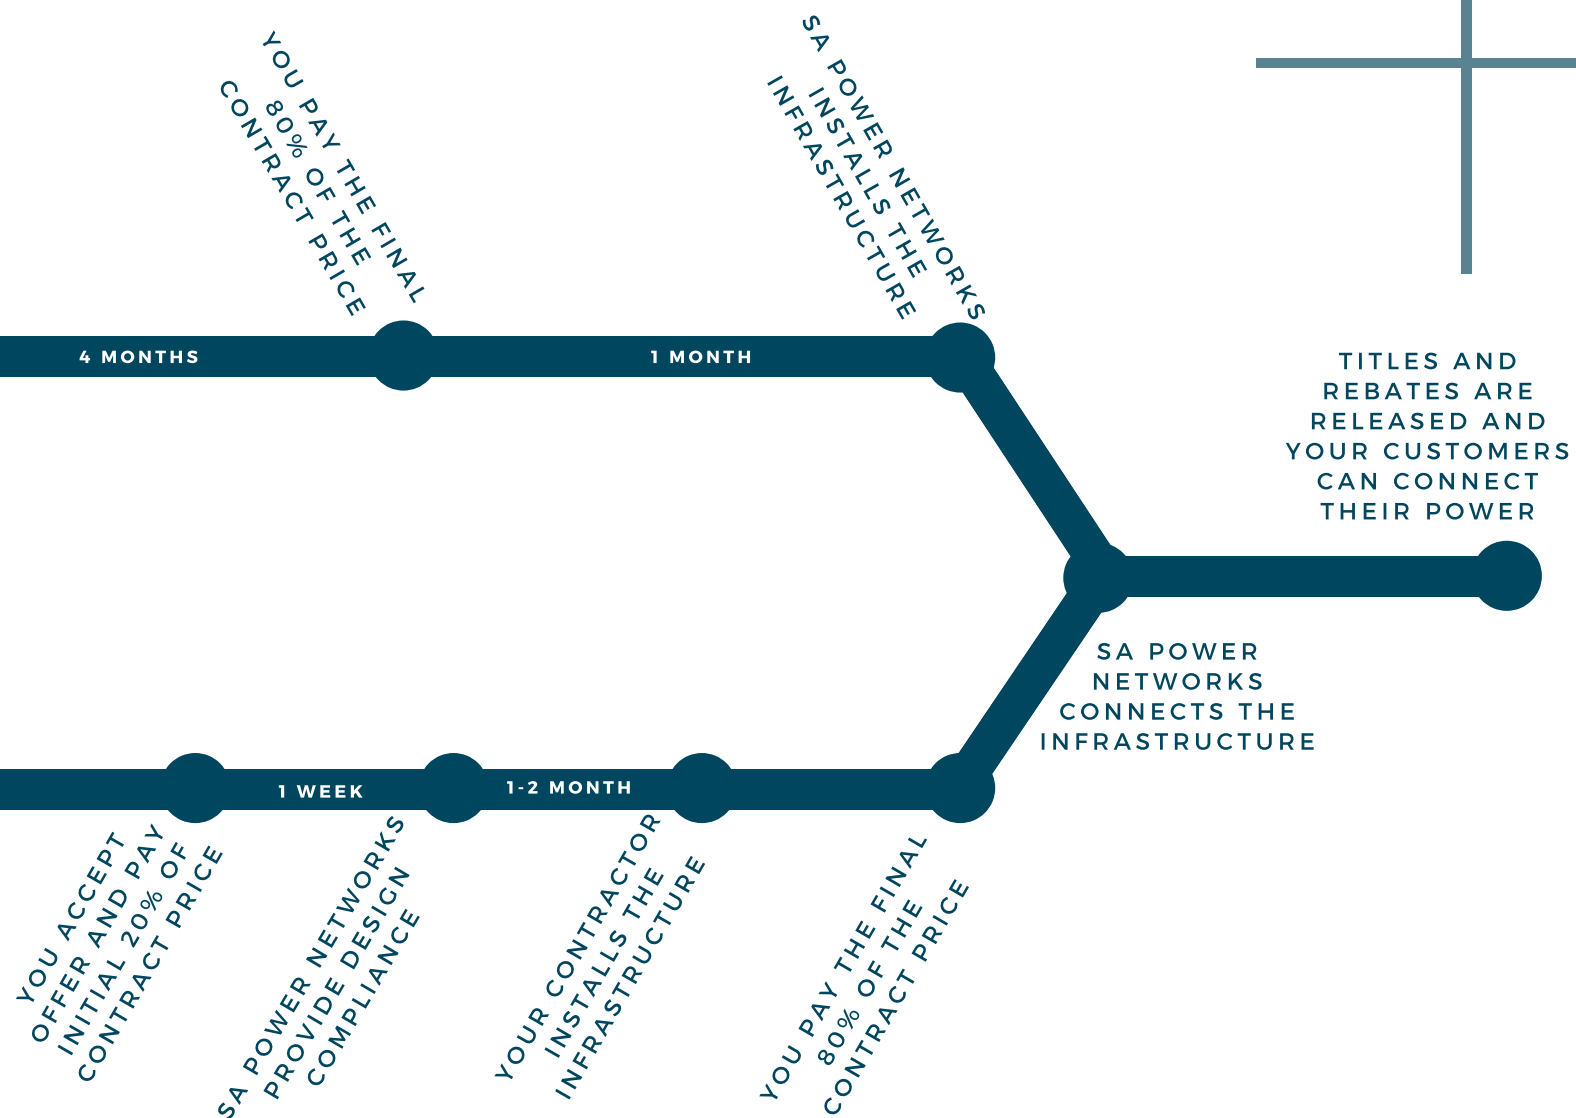 YOU PAY THE FINAL
80% OF THE
CONTRACT PRICE
SA POWER NETWORKS
INSTALLS THE
INFRASTRUCTURE
4 MONTHS
1 MONTH
TITLES AND
REBATES ARE
RELEASED AND
YOUR CUSTOMERS
CAN CONNECT
THEIR POWER
SA POWER
NETWORKS
CONNECTS THE
INFRASTRUCTURE
1 WEEK
1-2 MONTH
YOU ACCEPT
OFFER AND PAY
INITIAL 20% OF
CONTRACT PRICE
SA POWER NETWORKS
PROVIDE DESIGN
COMPLIANCE
YOUR CONTRACTOR
INSTALLS THE
INFRASTRUCTURE
YOU PAY THE FINAL
80% OF THE
CONTRACT PRICE